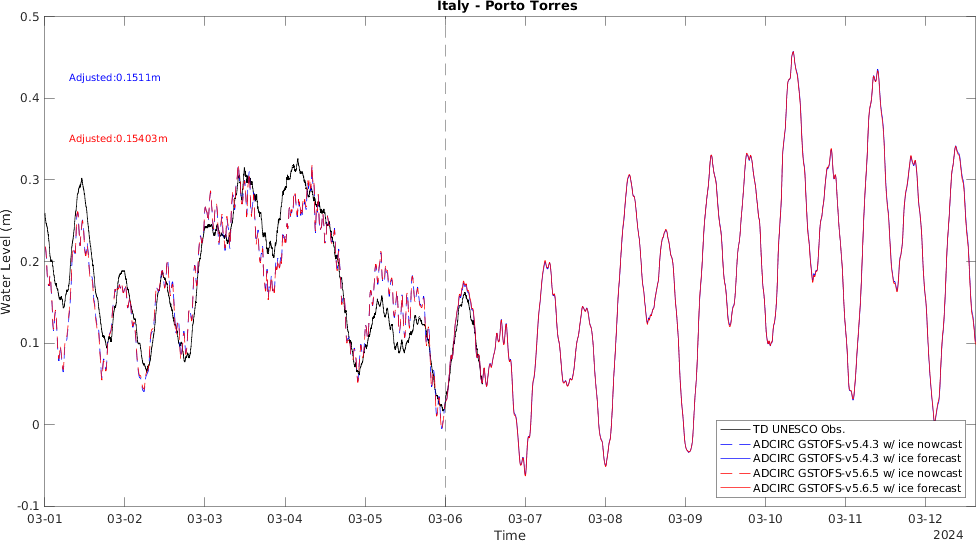 Italy - Porto Torres
0.5
0.4
0.3
0.2
0.1
0
-0.1
Water Level (m)
Adjusted:0.1511m
Adjusted:0.15403m
TD UNESCO Obs.
ADCIRC GSTOFS-v5.4.3 w/ ice nowcast
ADCIRC GSTOFS-v5.4.3 w/ ice forecast
ADCIRC GSTOFS-v5.6.5 w/ ice nowcast
ADCIRC GSTOFS-v5.6.5 w/ ice forecast
03-01 03-02 03-03 03-04 03-05 03-06 03-07 03-08 03-09 03-10 03-11 03-12
Time
2024